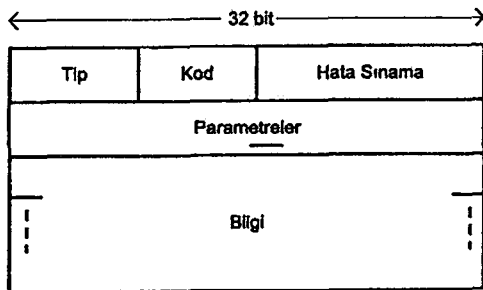 32 bit
Tip Kod Hata Sınama
Parametreler
Bilgi